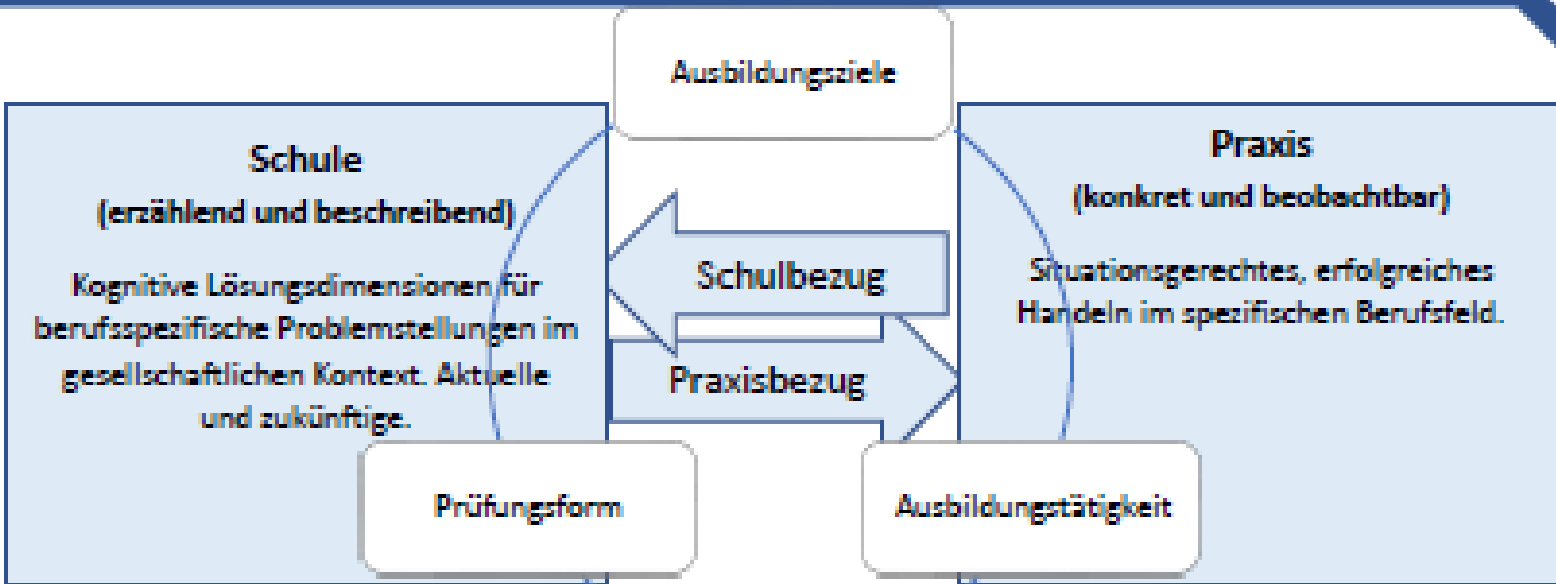 Ausbildungsziele
Schule
(erzählend und beschreibend)
Kognitive Lösungsdimensionen für
berufsspezifische Problemstellungen im
gesellschaftlichen Kontext. Aktuelle
und zukünftige.
Schulbezug
Praxisbezug
Praxis
(konkret und beobachtbar)
Situationsgerechtes, erfolgreiches
Handeln im spezifischen Berufsfeld.
Prüfungsform
Ausbildungstätigkeit